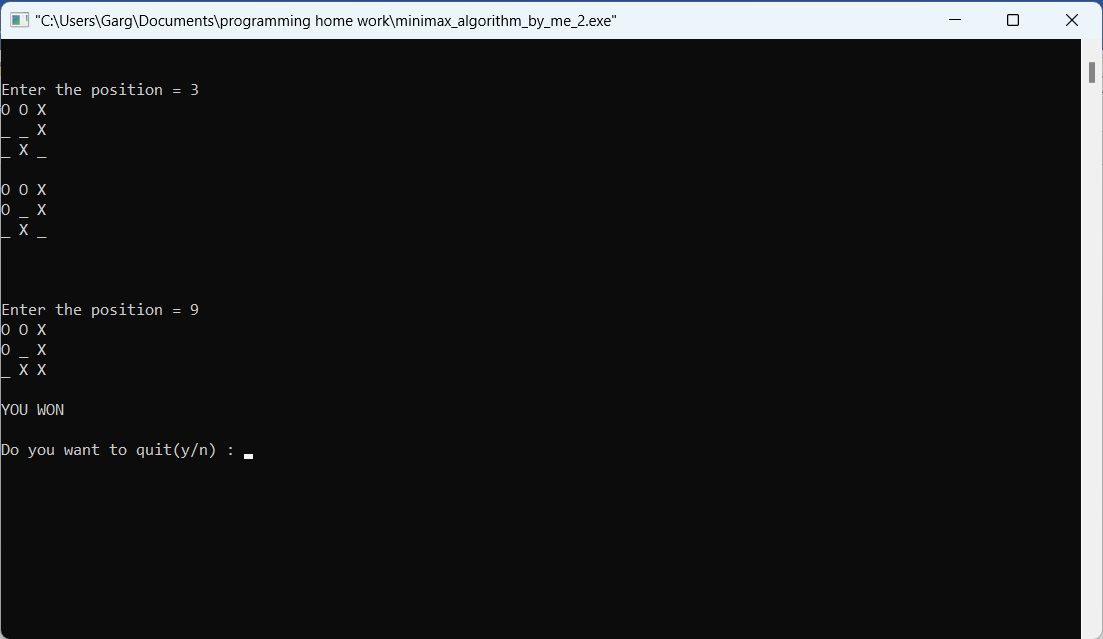 "C:\Users\Garg\Documents\programming home work\minimax_algorithm_by_me_2.exe"
Enter the position = 3
O O X
_ _ X
_ X _
O O X
O _ X
_ X _
Enter the position = 9
O O X
O _ X
_ X X
YOU WON
Do you want to quit(y/n) :